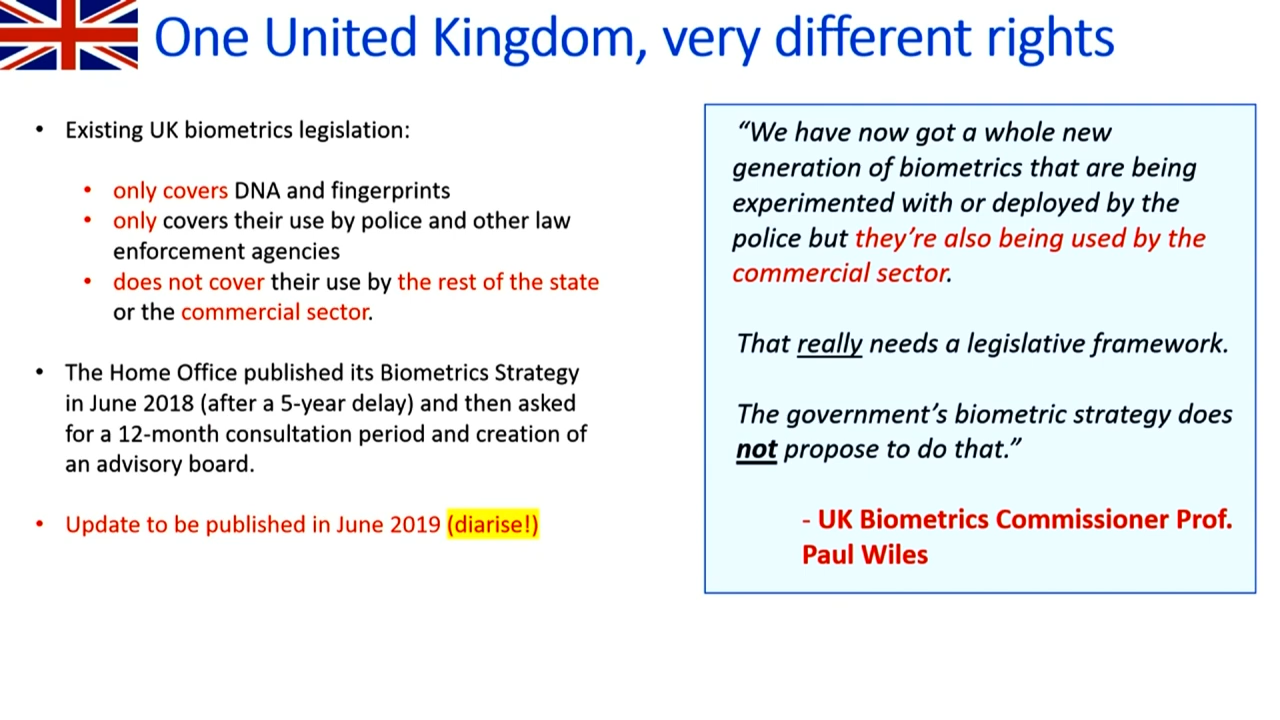 One United Kingdom, very different rights
• Existing UK biometrics legislation:
• only covers DNA and fingerprints
• only covers their use by police and other law
enforcement agencies
• does not cover their use by the rest of the state
or the commercial sector.
• The Home Office published its Biometrics Strategy
in June 2018 (after a 5-year delay) and then asked
for a 12-month consultation period and creation of
an advisory board.
• Update to be published in June 2019 (diarise!)
“We have now got a whole new
generation of biometrics that are being
experimented with or deployed by the
police but they’re also being used by the
commercial sector.
That really needs a legislative framework.
The government’s biometric strategy does
not propose to do that.”
- UK Biometrics Commissioner Prof.
Paul Wiles